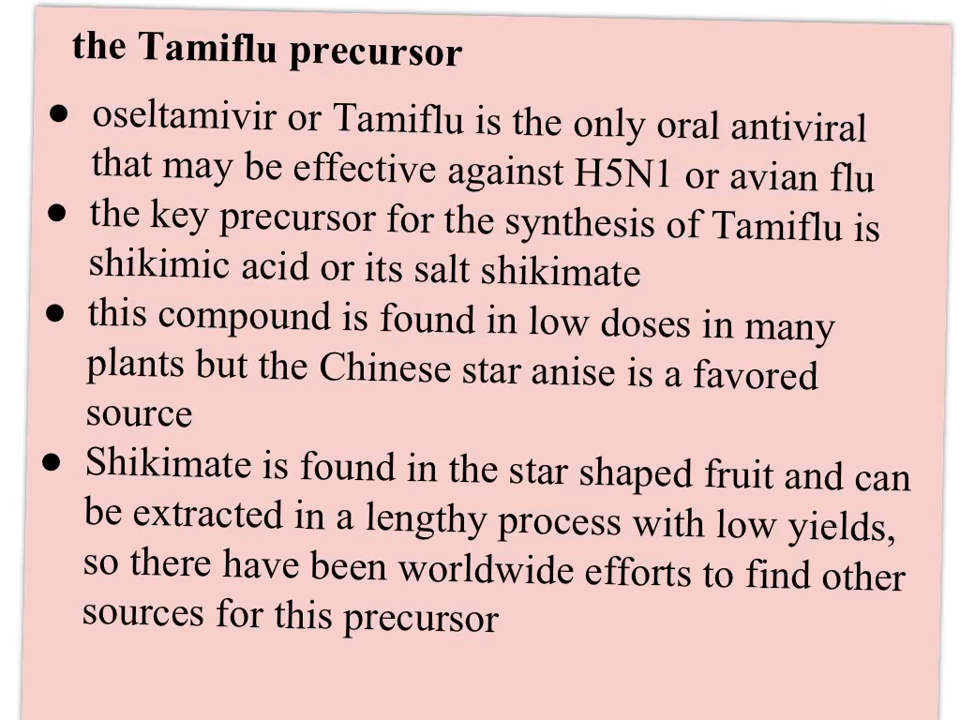 the Tamiflu precursor
● oseltamivir or Tamiflu is the only oral antiviral
that may be effective against H5N1 or avian flu
● the key precursor for the synthesis of Tamiflu is
shikimic acid or its salt shikimate
● this compound is found in low doses in many
plants but the Chinese star anise is a favored
source
● Shikimate is found in the star shaped fruit and can
be extracted in a lengthy process with low yields,
so there have been worldwide efforts to find other
sources for this precursor